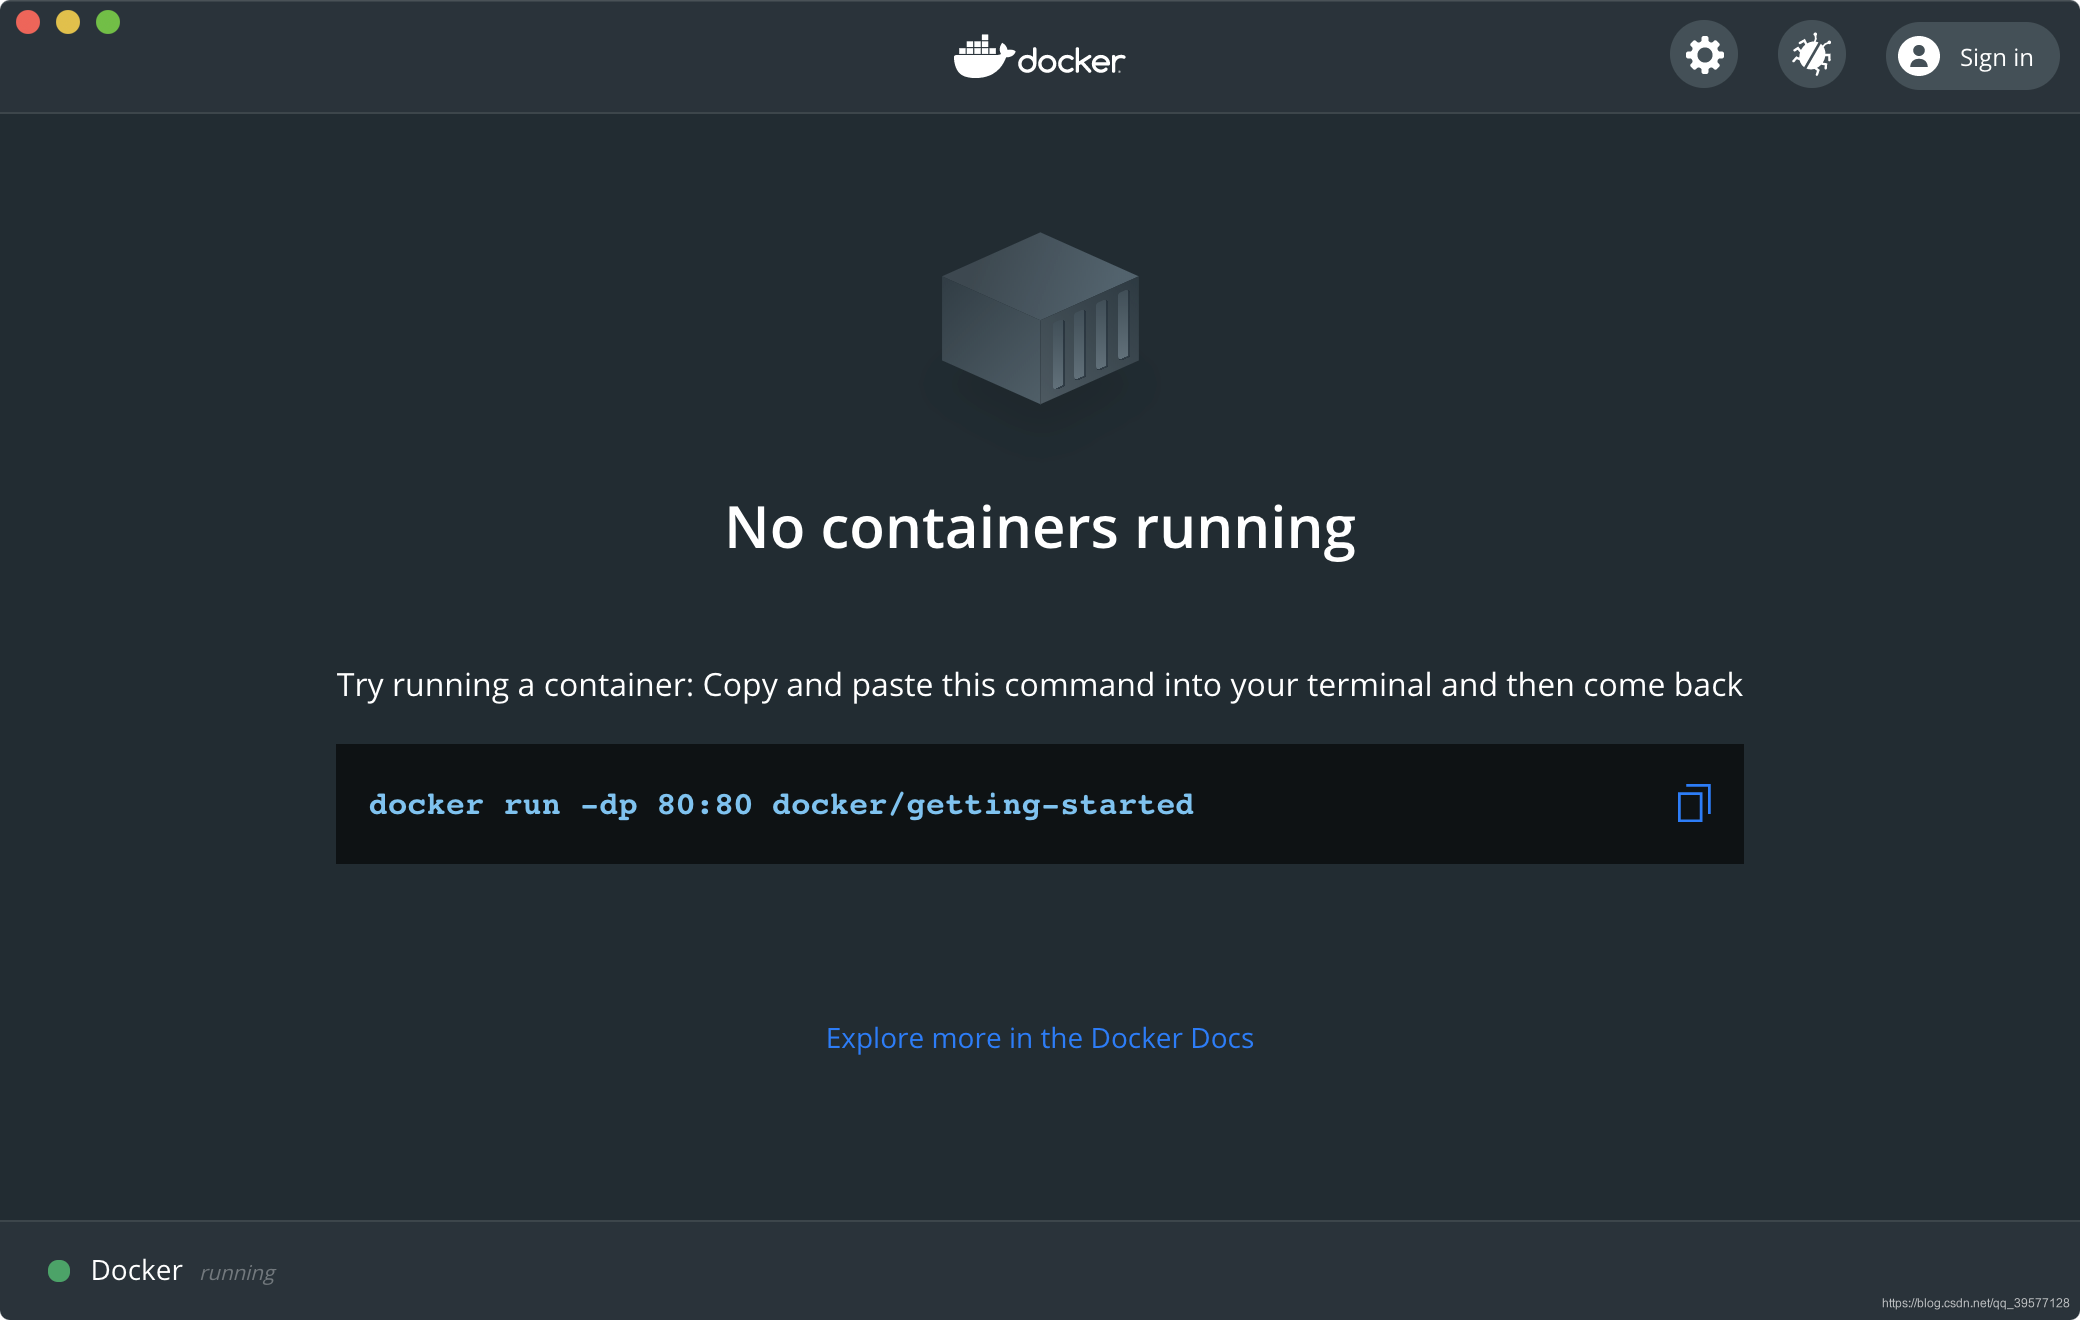 docker
Sign in
No containers running
Try running a container: Copy and paste this command into your terminal and then come back
docker run -dp 80:80 docker/getting-started
Explore more in the Docker Docs
Docker running
https://blog.csdn.net/qq_39577128